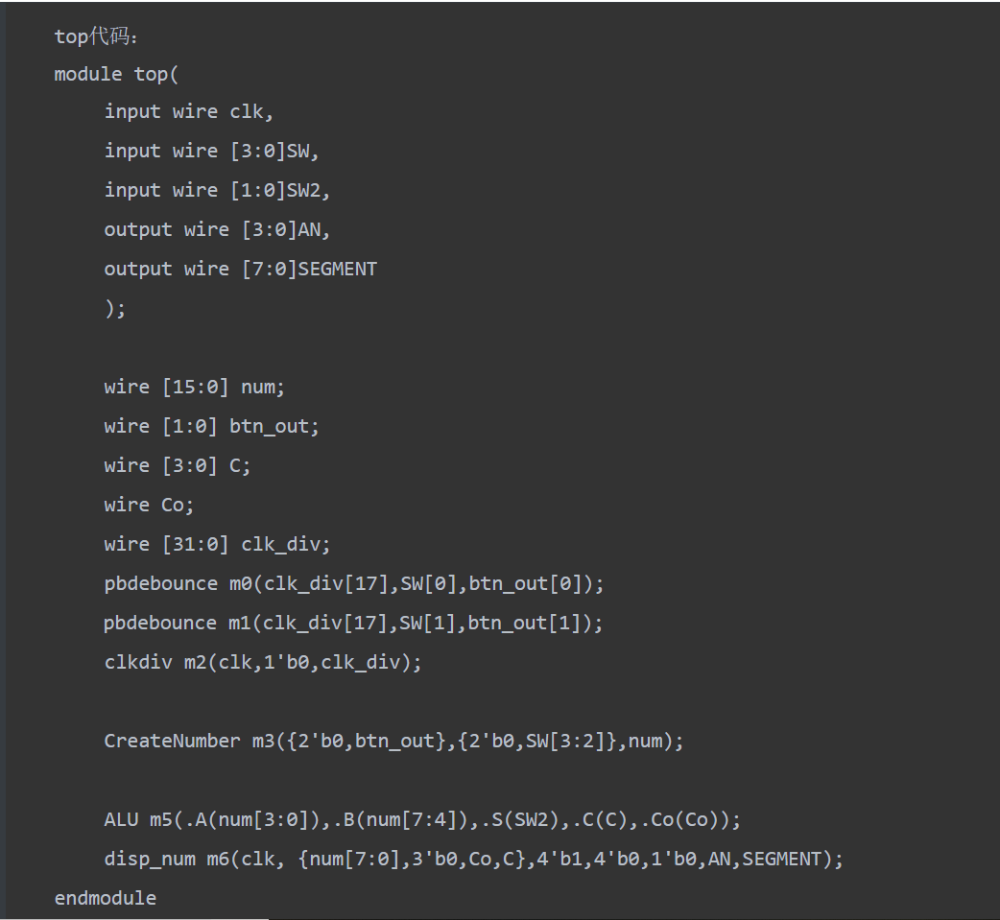 top代码：
module top(
input wire clk,
input wire [3:0]SW,
input wire [1:0]SW2,
output wire [3:0]AN,
output wire [7:0]SEGMENT
);
wire [15:0] num;
wire [1:0] btn_out;
wire [3:0] C;
wire Co;
wire [31:0] clk_div;
pbdebounce m0(clk_div[17],SW[0],btn_out[0]);
pbdebounce m1(clk_div[17],SW[1],btn_out[1]);
clkdiv m2(clk,1'b0,clk_div);
CreateNumber m3({2'b0,btn_out},{2'b0,SW[3:2]},num);
ALU m5(.A(num[3:0]),.B(num[7:4]),.S(SW2),.C(C),.Co(Co));
disp_num m6(clk, {num[7:0],3'b0,Co,C},4'b1,4'b0,1'b0,AN,SEGMENT);
endmodule